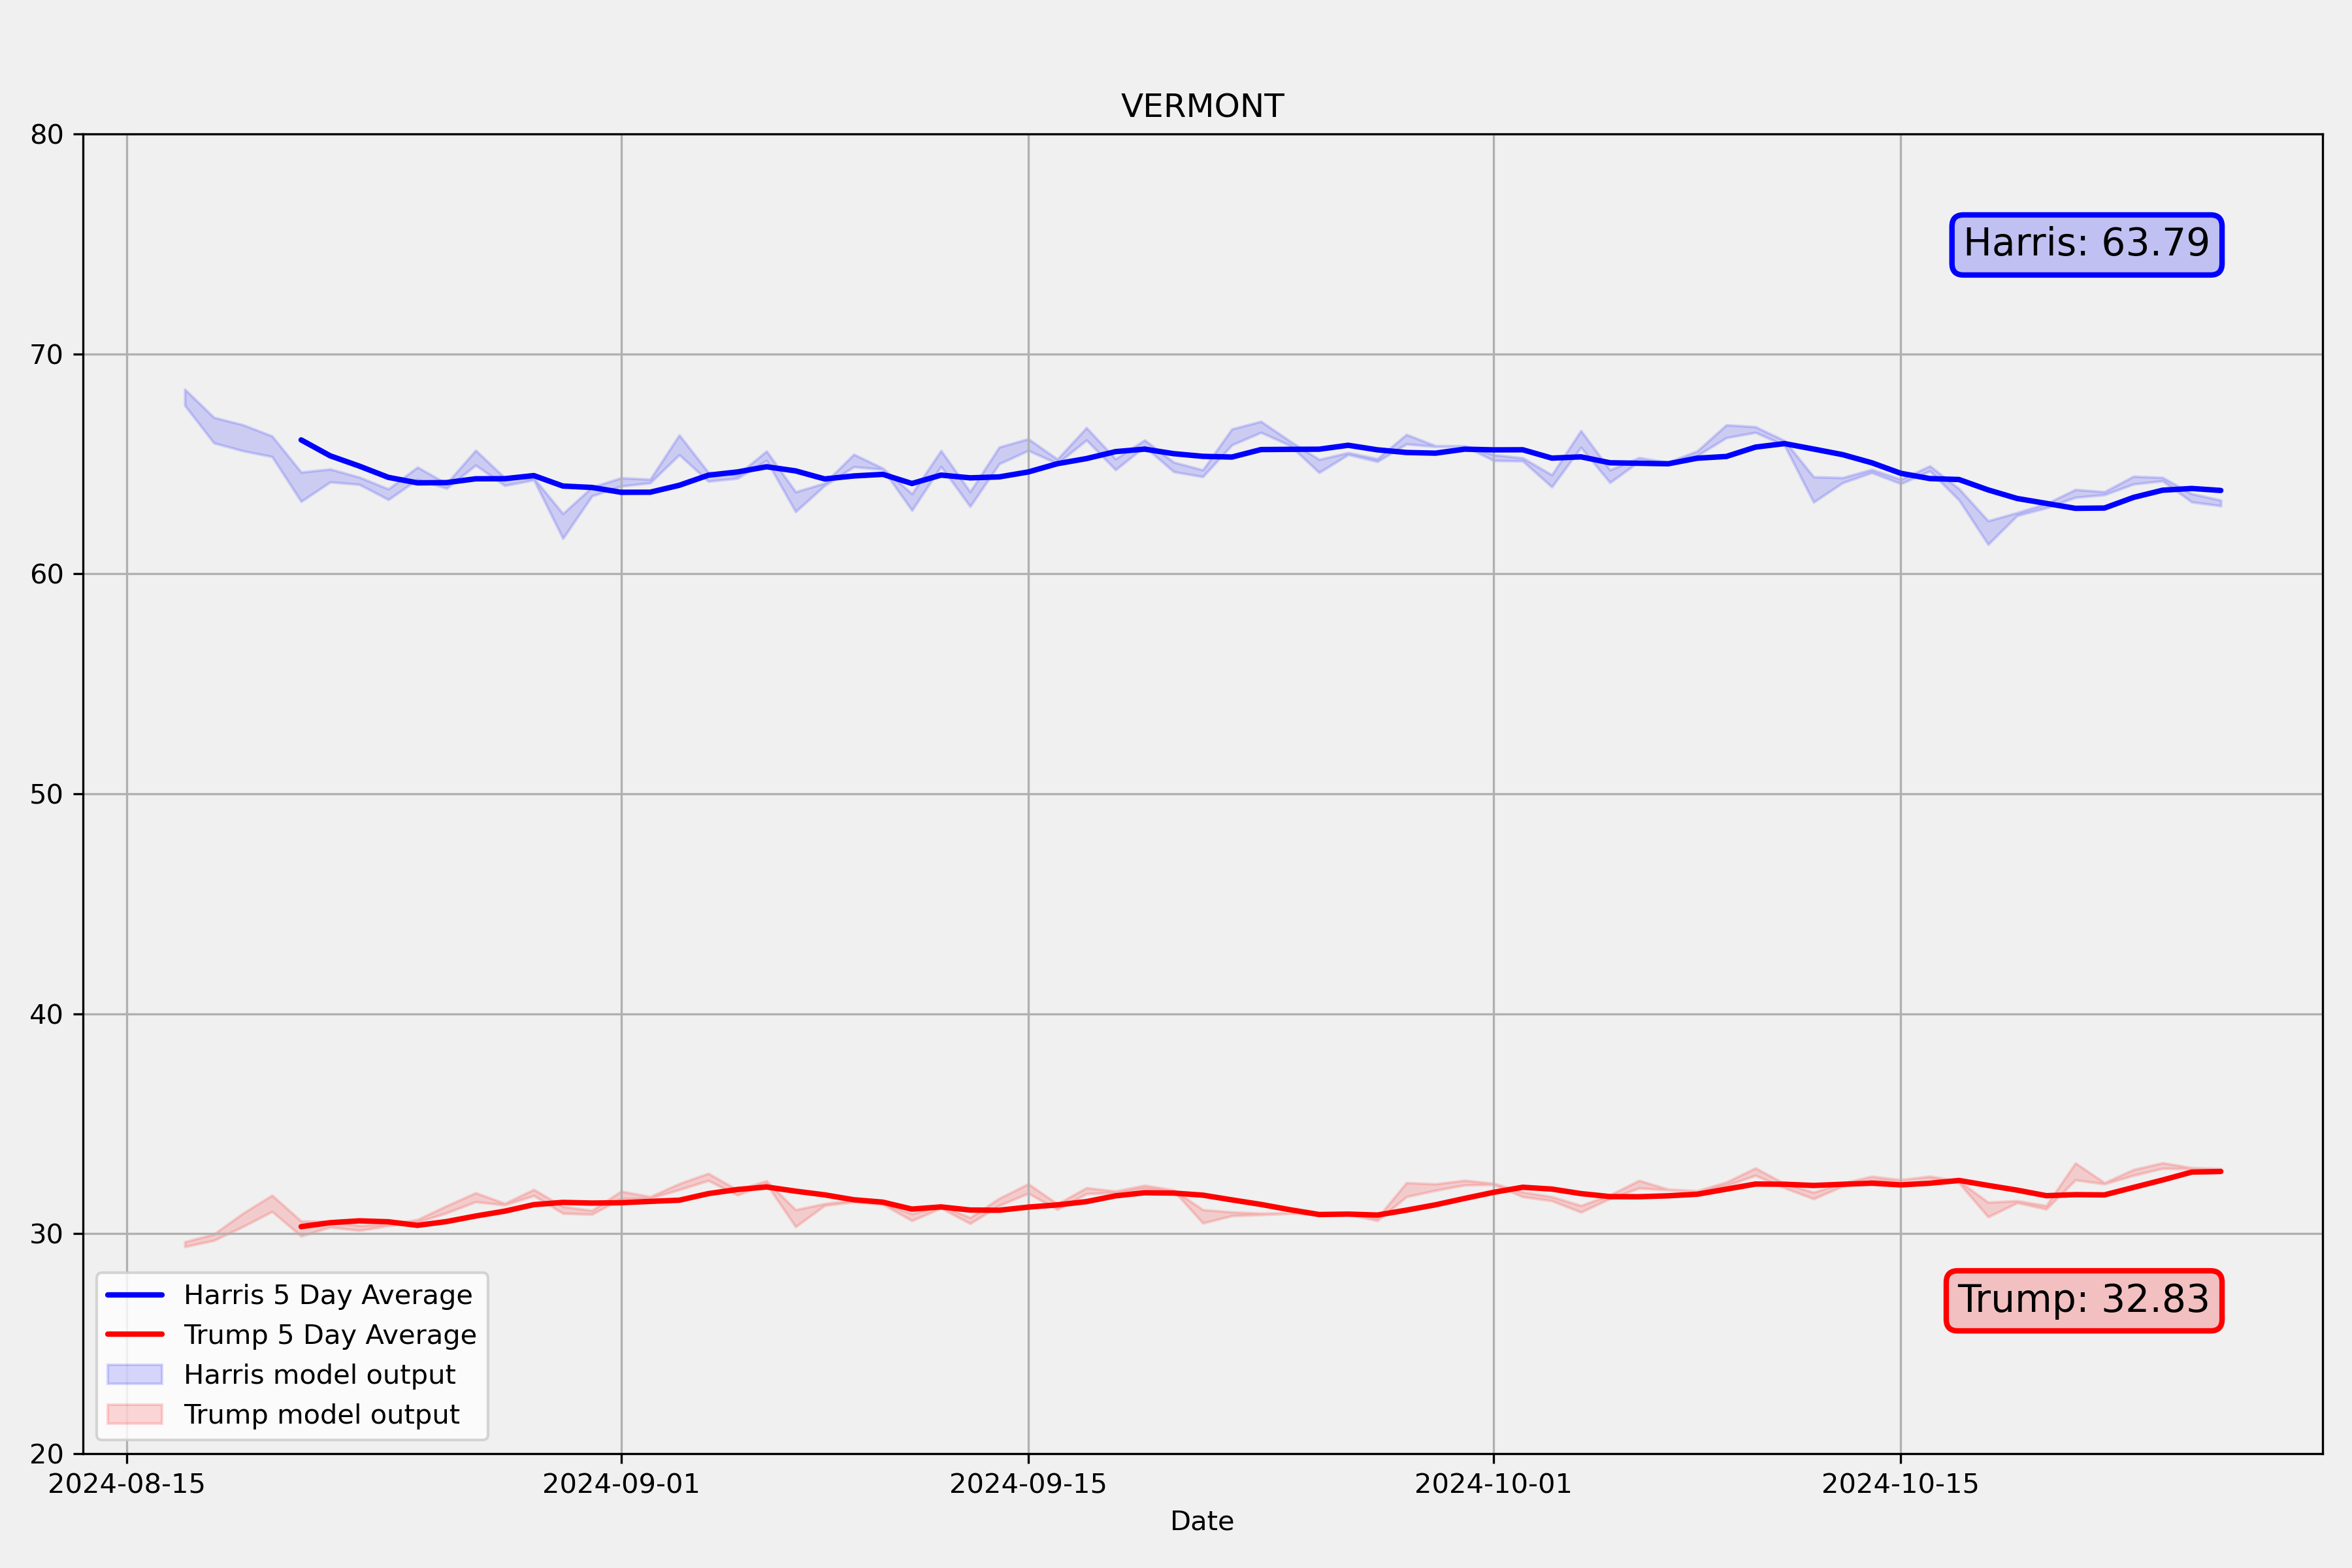 VERMONT
80
70
60
50
40
30
20
Harris: 63.79
Trump: 32.83
Harris 5 Day Average
Trump 5 Day Average
Harris model output
Trump model output
2024-08-15
2024-09-01
2024-09-15
2024-10-01
2024-10-15
Date